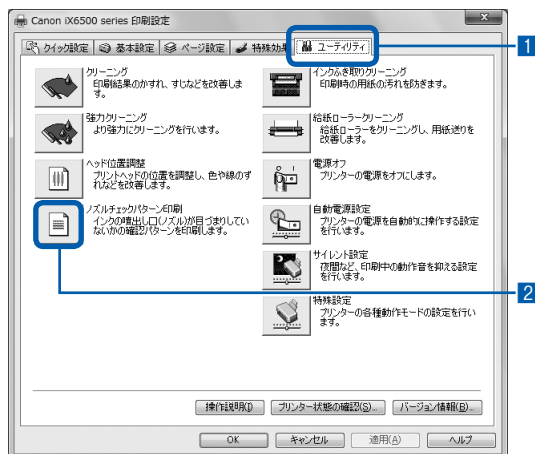 Canon iX6500 series 印刷設定
クイック設定 基本設定 ページ設定 特殊効果 ユーティリティ
1
クリーニング
印刷結果のかすれ、すじなどを改善しま
す。
インクふき取りクリーニング
印刷時の用紙の汚れを防ぎます。
強力クリーニング
より強力にクリーニングを行います。
給紙ローラークリーニング
給紙ローラーをクリーニングし、用紙送りを
改善します。
ヘッド位置調整
プリントヘッドの位置を調整し、色や線のず
れなどを改善します。
電源オフ
プリンターの電源をオフにします。
ノズルチェックパターン印刷
インクの噴出し口(ノズル)が目づまりしてい
ないかの確認パターンを印刷します。
自動電源設定
プリンターの電源を自動的に操作する設定
を行います。
サイレント設定
夜間など、印刷中の動作音を抑える設定
を行います。
2
特殊設定
プリンターの各種動作モードの設定を行い
ます。
操作説明(I) プリンター状態の確認(S)... バージョン情報(B)...
OK キャンセル 適用(A) ヘルプ